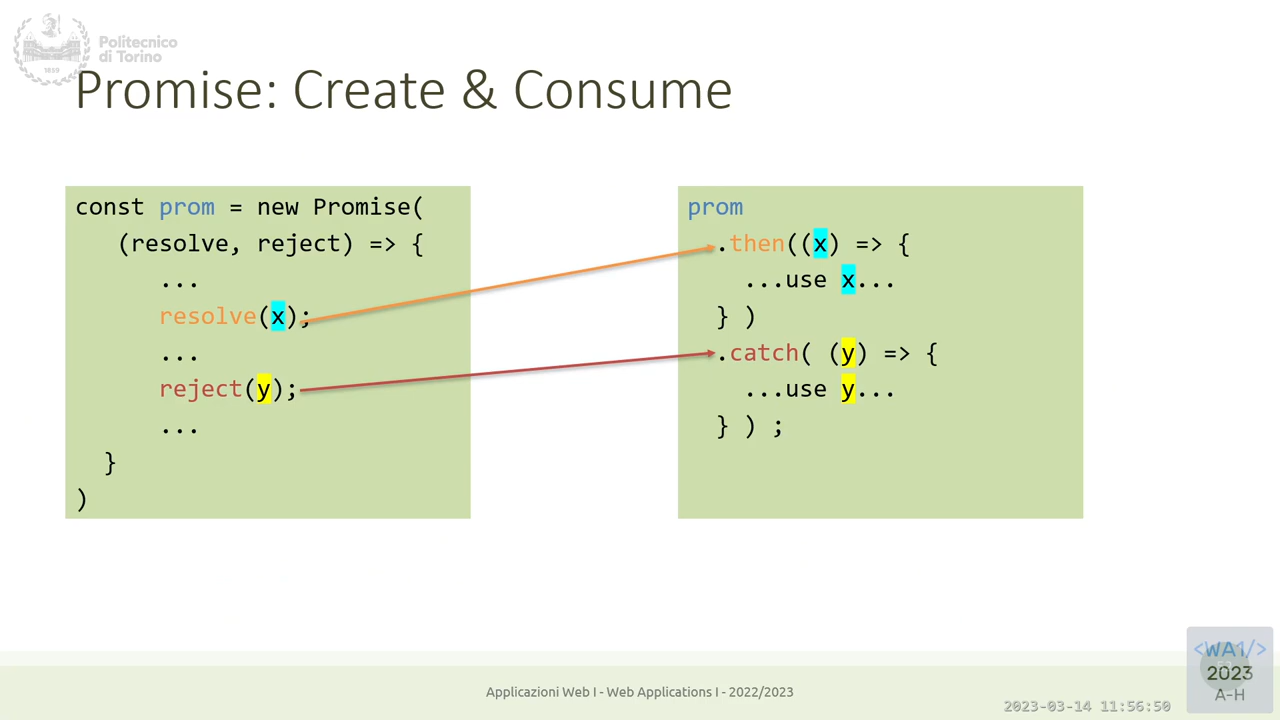 Politecnico
di Torino
1859
Promise: Create & Consume
const prom = new Promise(
(resolve, reject) => {
...
resolve(x);
...
reject(y);
...
}
)
prom
.then((x) => {
...use x...
} )
.catch( (y) => {
...use y...
} ) ;
Applicazioni Web I - Web Applications I - 2022/2023
2023-03-14 11:56:50
<WA1/>
2023
A-H